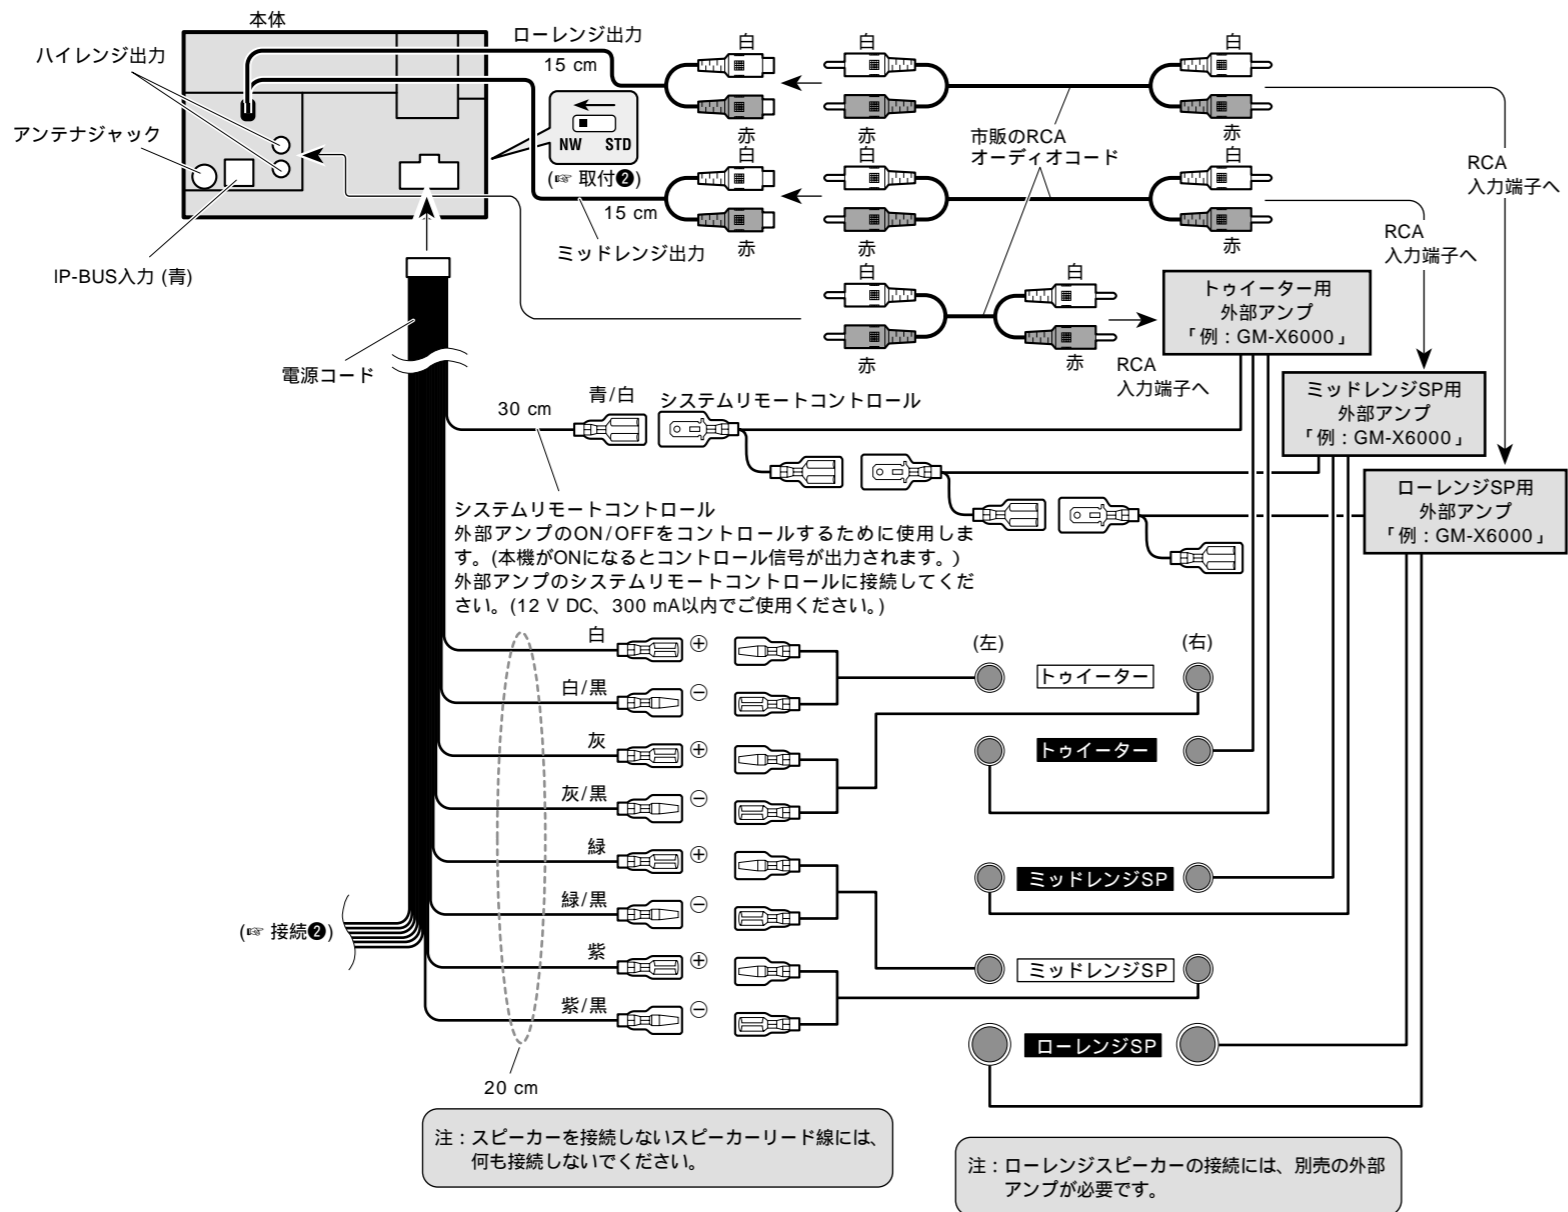 本体
ハイレンジ出力
ローレンジ出力
15 cm
白
白
白
アンテナジャック
NW STD
(☞ 取付❷)
赤
赤
赤
市販のRCA
オーディオコード
白
白
白
RCA
入力端子へ
15 cm
ミッドレンジ出力
赤
赤
赤
RCA
入力端子へ
IP-BUS入力 (青)
白
白
トゥイーター用
外部アンプ
「例：GM-X6000」
電源コード
赤
赤
RCA
入力端子へ
ミッドレンジSP用
外部アンプ
「例：GM-X6000」
30 cm
青/白
システムリモートコントロール
ローレンジSP用
外部アンプ
「例：GM-X6000」
システムリモートコントロール
外部アンプのON/OFFをコントロールするために使用しま
す。(本機がONになるとコントロール信号が出力されます。)
外部アンプのシステムリモートコントロールに接続してくだ
さい。(12 V DC、300 mA以内でご使用ください。)
白 ⊕
(左) (右)
トゥイーター
白/黒 ⊖
灰 ⊕
トゥイーター
灰/黒 ⊖
緑 ⊕
ミッドレンジSP
緑/黒 ⊖
(☞ 接続❷)
紫 ⊕
ミッドレンジSP
紫/黒 ⊖
ローレンジSP
20 cm
注：スピーカーを接続しないスピーカーリード線には、
何も接続しないでください。
注：ローレンジスピーカーの接続には、別売の外部
アンプが必要です。